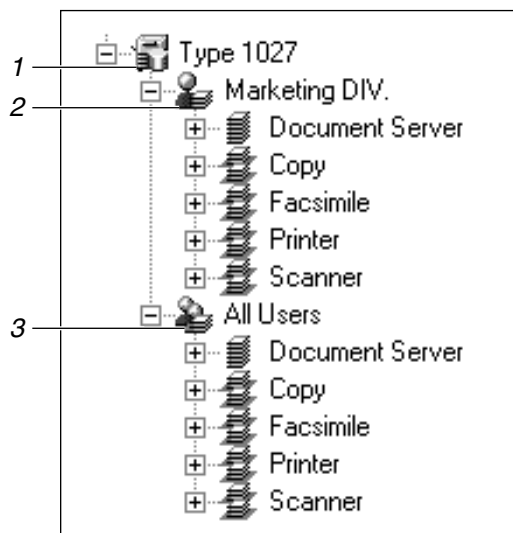 1 Type 1027
2 Marketing DIV.
Document Server
Copy
Facsimile
Printer
Scanner
3 All Users
Document Server
Copy
Facsimile
Printer
Scanner